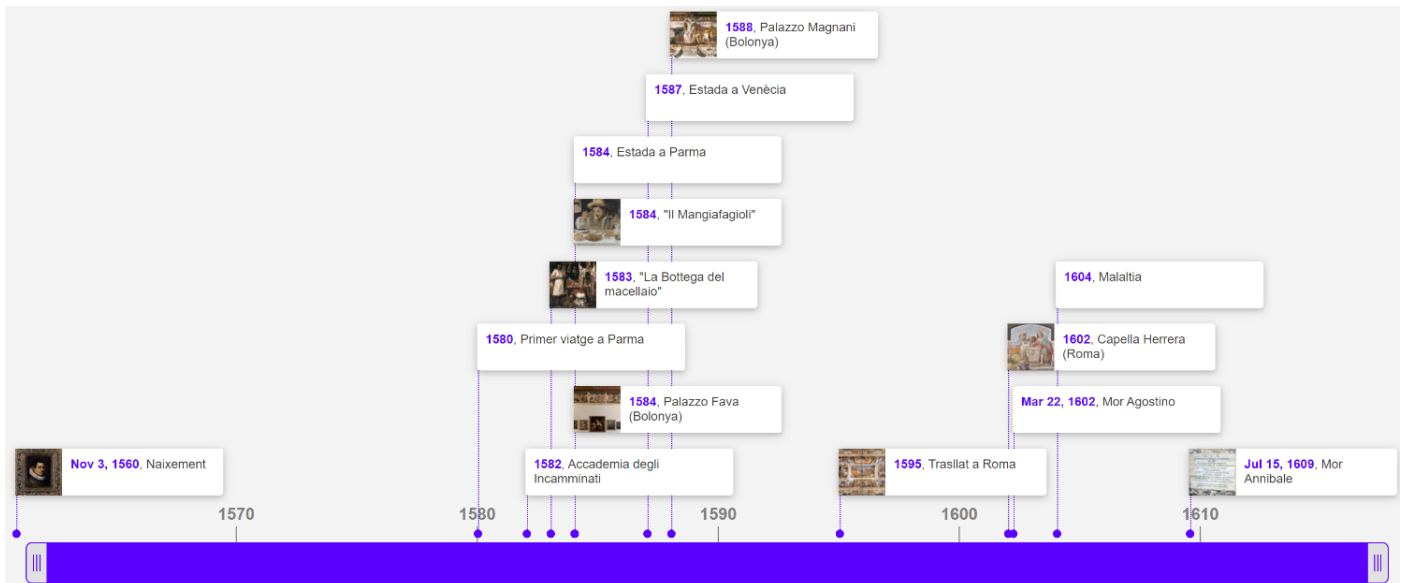 1588, Palazzo Magnani
(Bolonya)
1587, Estada a Venècia
1584, Estada a Parma
1584, "Il Mangiafagioli"
1583, "La Bottega del
macellaio"
1604, Malaltia
1580, Primer viatge a Parma
1602, Capella Herrera
(Roma)
1584, Palazzo Fava
(Bolonya)
Mar 22, 1602, Mor Agostino
Nov 3, 1560, Naixement
1582, Accademia degli
Incamminati
1595, Trasllat a Roma
Jul 15, 1609, Mor
Annibale
1570
1580
1590
1600
1610